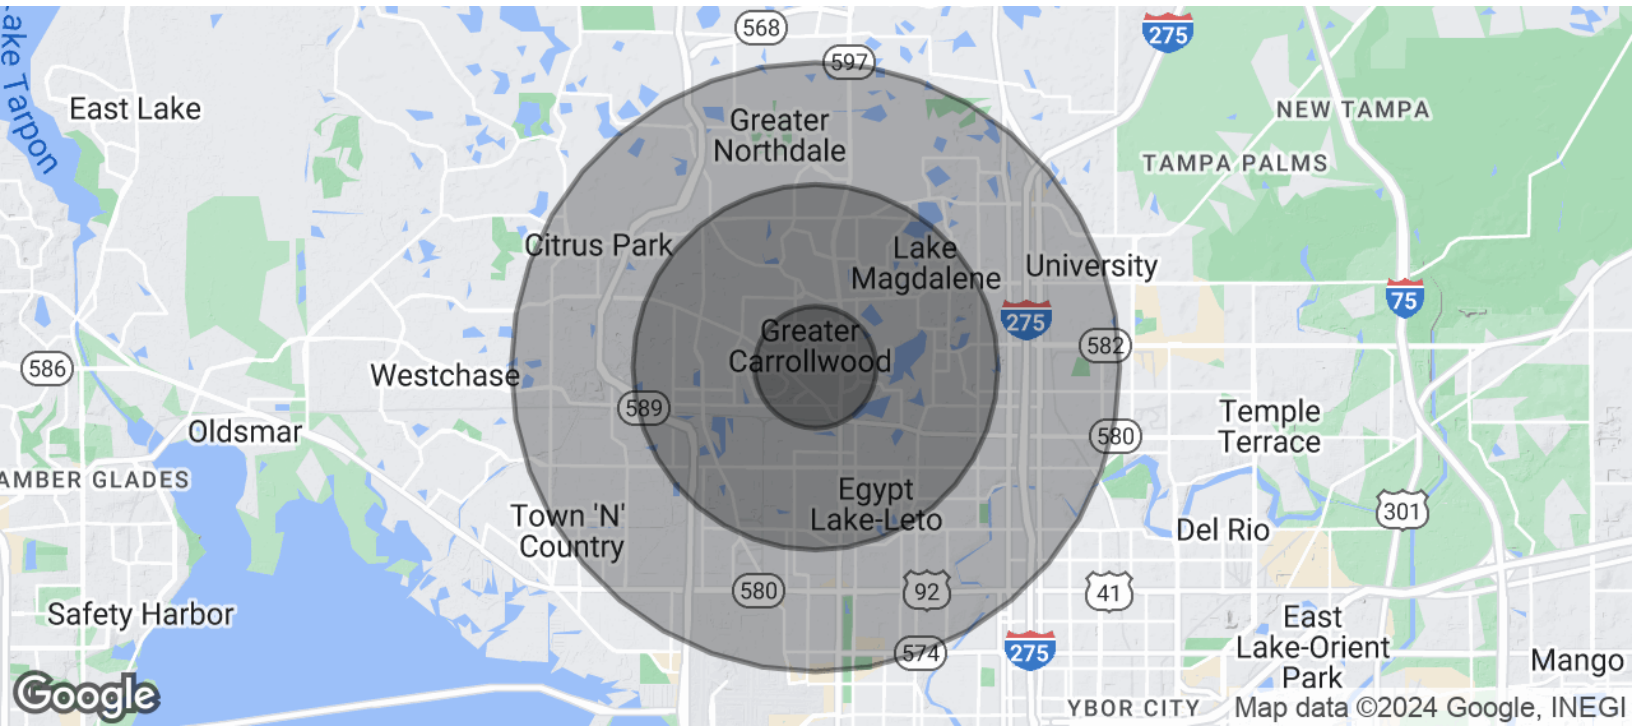 568
275
597
East Lake
NEW TAMPA
Lake Tarpon
Greater
Northdale
TAMPA PALMS
Citrus Park
Lake
Magdalene
University
75
275
Greater
Carrollwood
582
586
Westchase
589
Temple
Terrace
Oldsmar
580
AMBER GLADES
Egypt
Lake-Leto
301
Town 'N'
Country
Del Rio
580
92
41
Safety Harbor
East
Lake-Orient
Park
574
275
Mango
Google
YBOR CITY
Map data ©2024 Google, INEGI